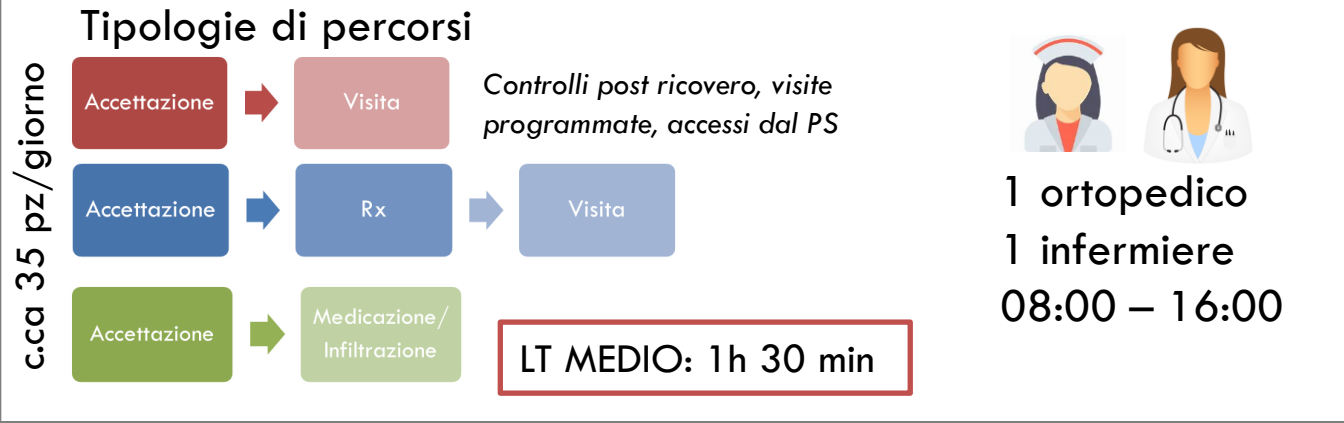 Tipologie di percorsi
c.ca 35 pz/giorno
Accettazione
Visita
Controlli post ricovero, visite
programmate, accessi dal PS
Accettazione
Rx
Visita
Accettazione
Medicazione/
Infiltrazione
LT MEDIO: 1h 30 min
1 ortopedico
1 infermiere
08:00 – 16:00